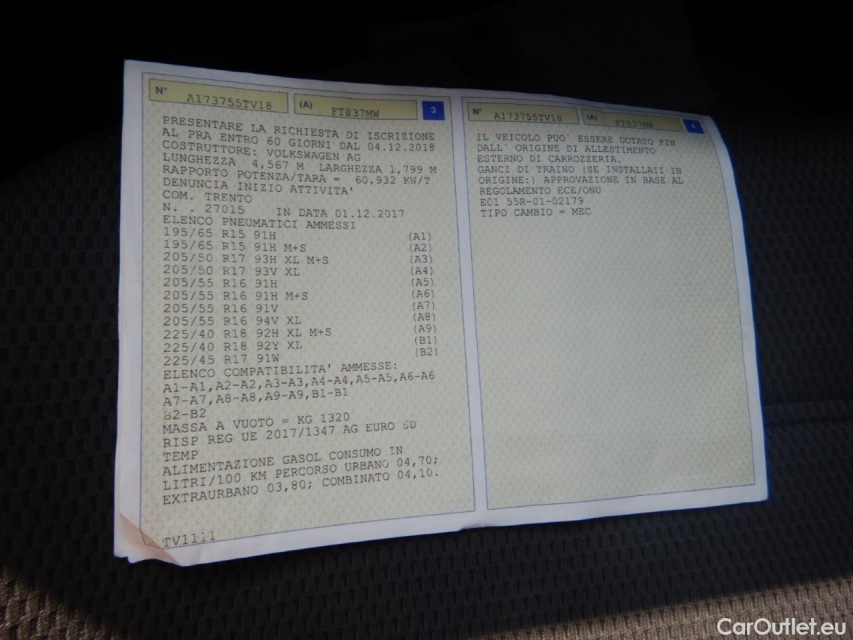 N° A173755TV18 (A) FT837MW 3
PRESENTARE LA RICHIESTA DI ISCRIZIONE
AL PRA ENTRO 60 GIORNI DAL 04.12.2018
COSTRUTTORE: VOLKSWAGEN AG
LUNGHEZZA 4,567 M LARGHEZZA 1,799 M
RAPPORTO POTENZA/TARA = 60,932 KW/T
DENUNCIA INIZIO ATTIVITA'
COM. TRENTO
N. . 27015 IN DATA 01.12.2017
ELENCO PNEUMATICI AMMESSI
195/65 R15 91H (A1)
195/65 R15 91H M+S (A2)
205/50 R17 93H XL M+S (A3)
205/50 R17 93V XL (A4)
205/55 R16 91H (A5)
205/55 R16 91H M+S (A6)
205/55 R16 91V (A7)
205/55 R16 94V XL (A8)
225/40 R18 92H XL M+S (A9)
225/40 R18 92Y XL (B1)
225/45 R17 91W (B2)
ELENCO COMPATIBILITA' AMMESSE:
A1-A1,A2-A2,A3-A3,A4-A4,A5-A5,A6-A6
A7-A7,A8-A8,A9-A9,B1-B1
B2-B2
MASSA A VUOTO = KG 1320
RISP REG UE 2017/1347 AG EURO 6D
TEMP
ALIMENTAZIONE GASOL CONSUMO IN
LITRI/100 KM PERCORSO URBANO 04,70;
EXTRAURBANO 03,80; COMBINATO 04,10.
TV1111
N° A173755TV18 (A) FT837MW 4
IL VEICOLO PUO' ESSERE DOTATO FIN
DALL' ORIGINE DI ALLESTIMENTO
ESTERNO DI CARROZZERIA.
GANCI DI TRAINO (SE INSTALLATI IN
ORIGINE:) APPROVAZIONE IN BASE AL
REGOLAMENTO ECE/ONU
EC1 55R-01-02179
TIPO CAMBIO = MEC
CarOutlet.eu